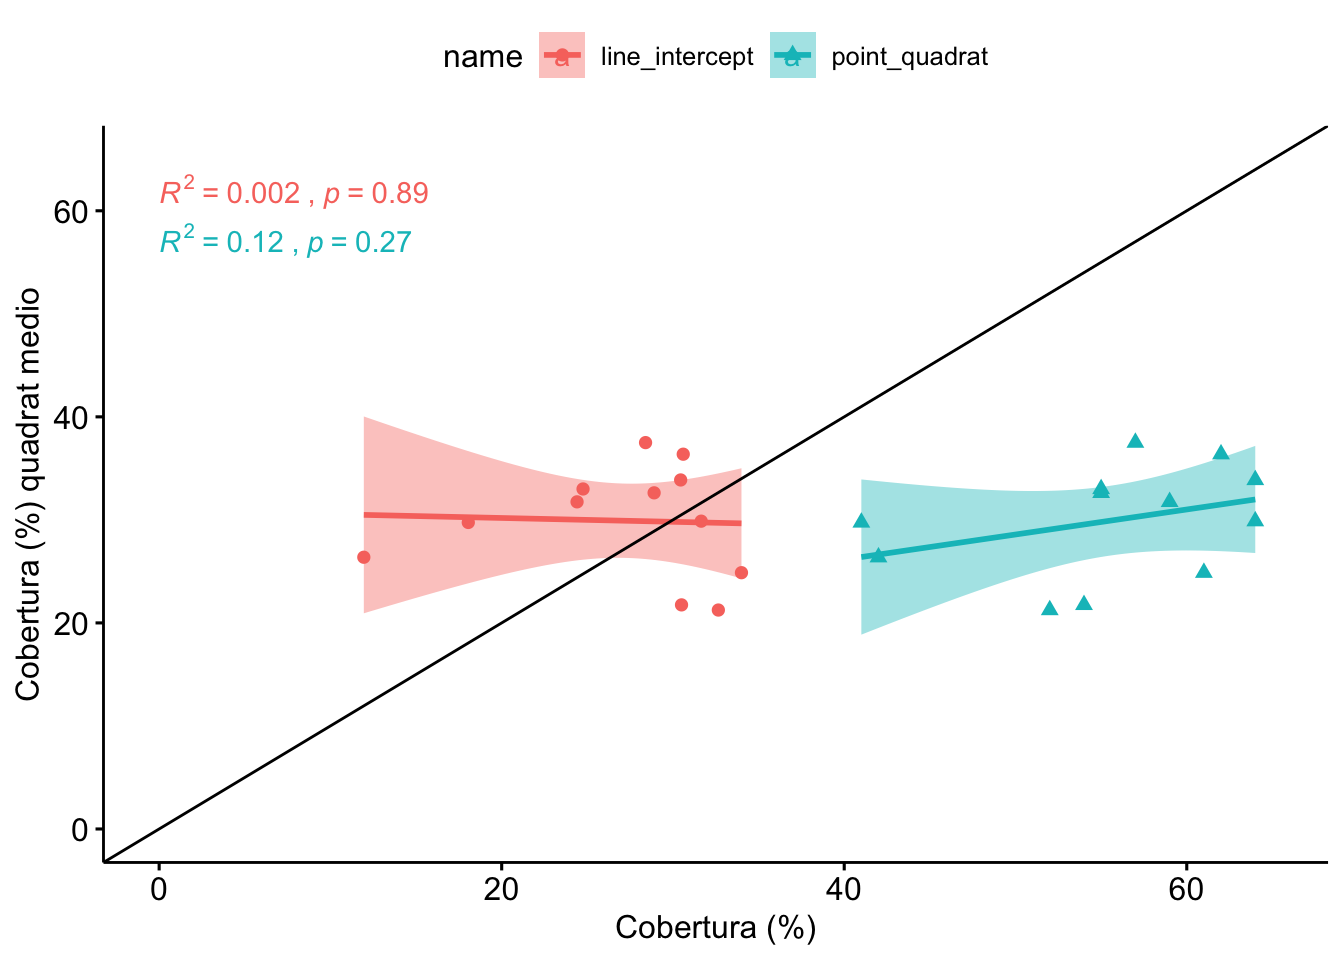 name line_intercept point_quadrat
R² = 0.002 , p = 0.89
R² = 0.12 , p = 0.27
Cobertura (%) quadrat medio
60
40
20
0
0 20 40 60
Cobertura (%)